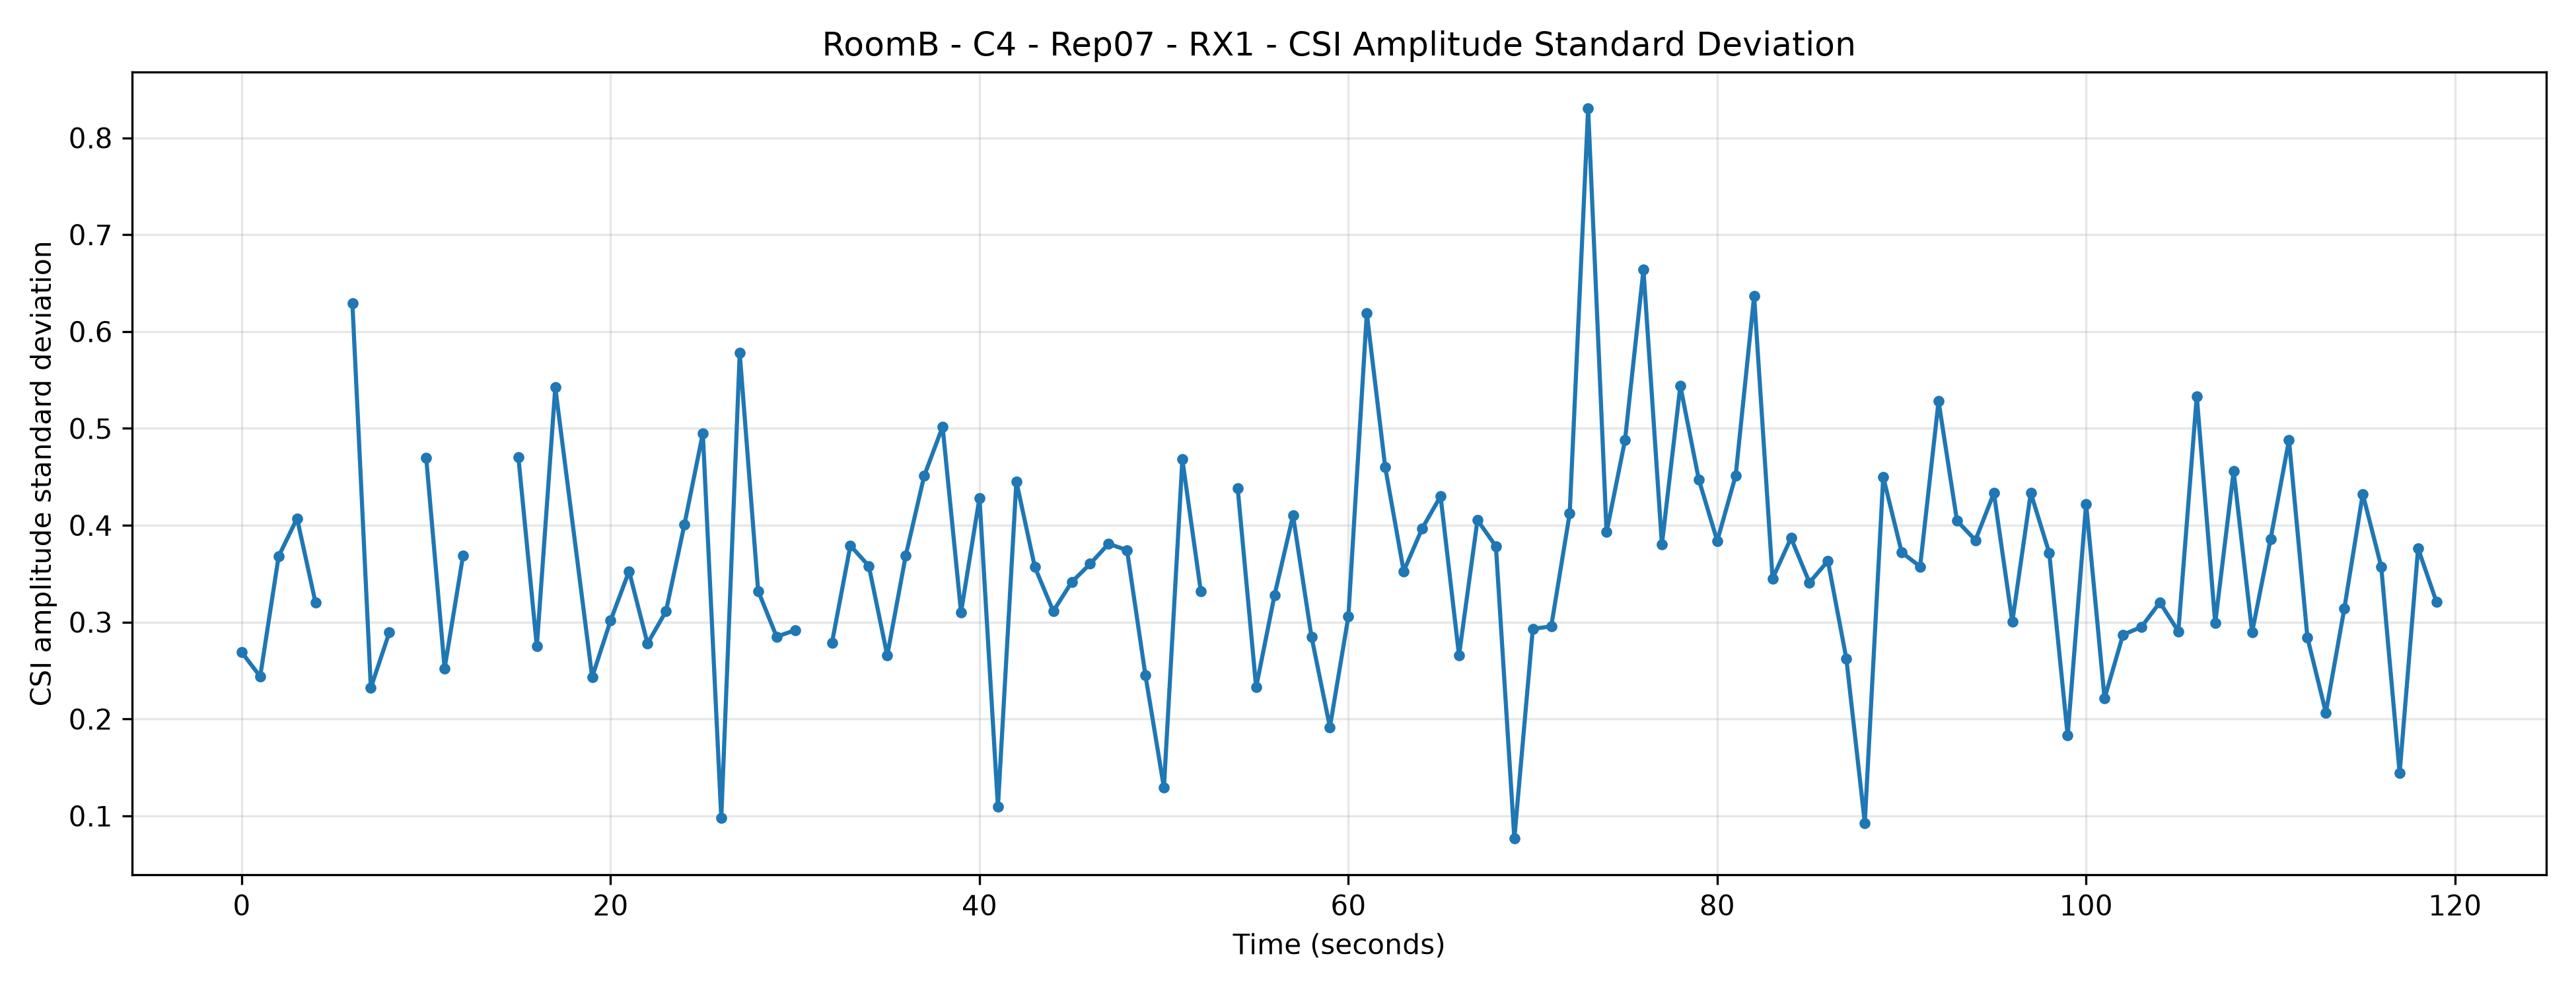 RoomB - C4 - Rep07 - RX1 - CSI Amplitude Standard Deviation
CSI amplitude standard deviation
0.8
0.7
0.6
0.5
0.4
0.3
0.2
0.1
0 20 40 60 80 100 120
Time (seconds)